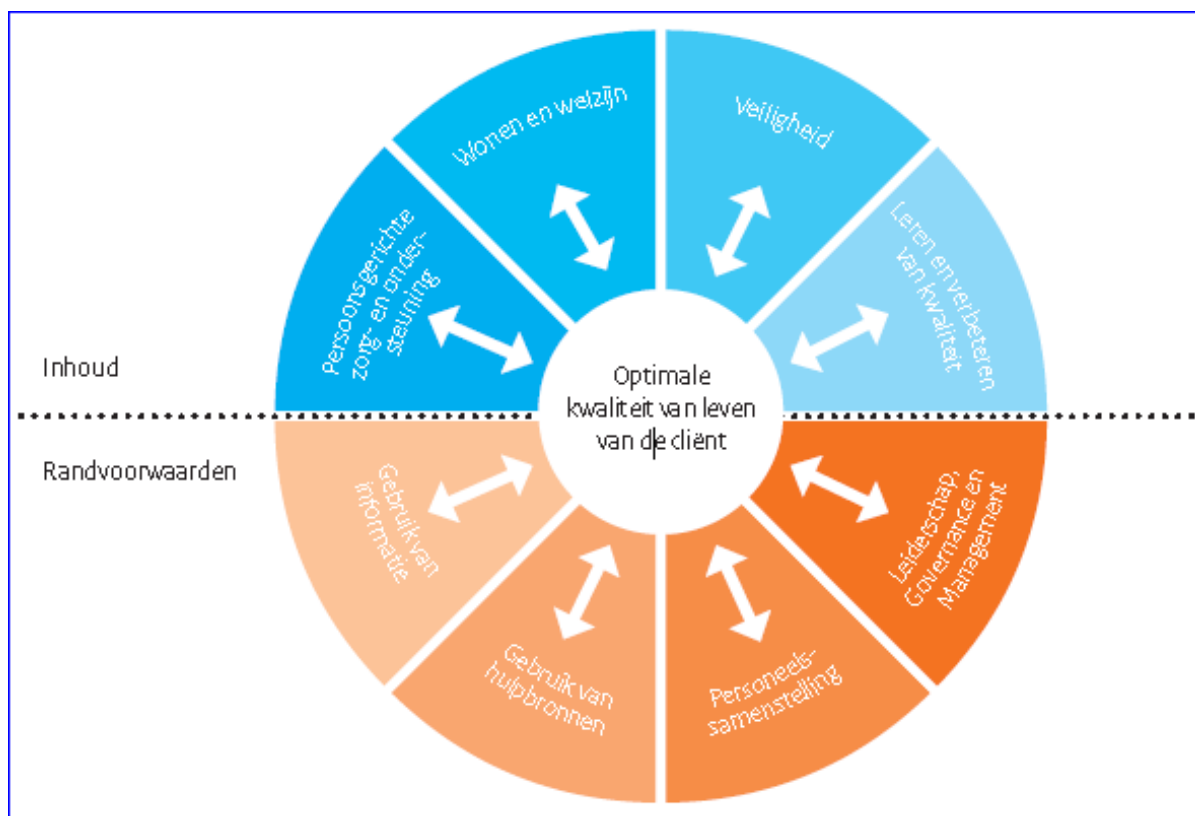 Wonen en welzijn
Veiligheid
Persoonsgerichte
zorg- en onder-
steuning
Leren en verbeteren
van kwaliteit
Inhoud
Optimale
kwaliteit van leven
van de cliënt
Randvoorwaarden
Gebruik van
informatie
Leiderschap,
Governance en
Management
Gebruik van
hulpbronnen
Personeels-
samenstelling